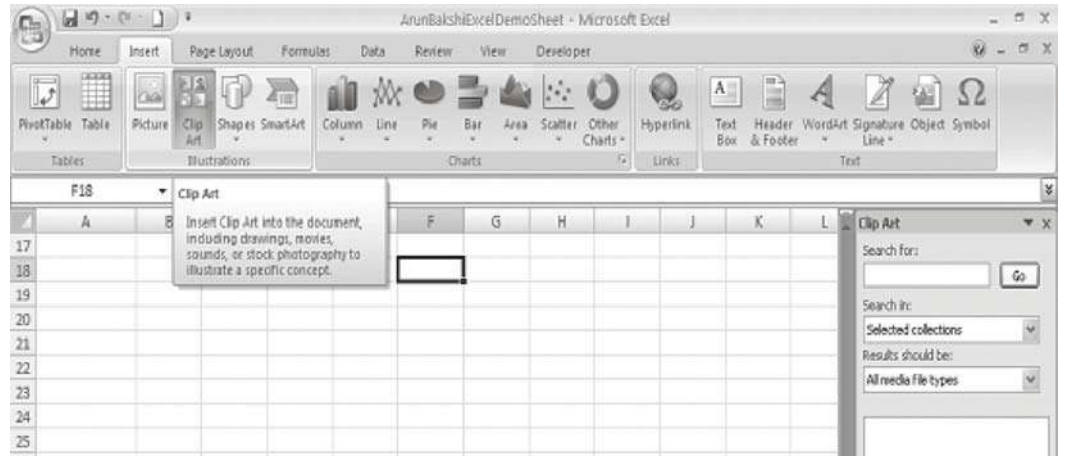 ArunBakshiExcelDemoSheet - Microsoft Excel
Home Insert Page Layout Formulas Data Review View Developer
PivotTable Table Picture Clip Art Shapes SmartArt Column Line Pie Bar Area Scatter Other Charts Hyperlink Text Box Header & Footer WordArt Signature Line Object Symbol
Tables Illustrations Charts Links Text
F18
Clip Art
Insert Clip Art into the document,
including drawings, movies,
sounds, or stock photography to
illustrate a specific concept.
A B F G H I J K L
17
18
19
20
21
22
23
24
25
Clip Art
Search for:
Go
Search in:
Selected collections
Results should be:
All media file types